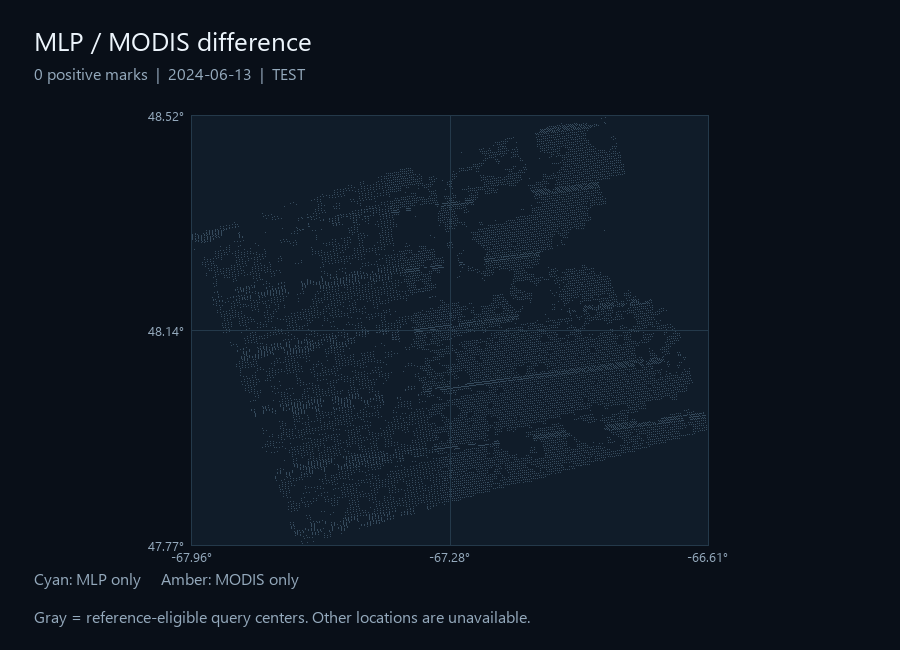 MLP / MODIS difference
0 positive marks | 2024-06-13 | TEST
48.52°
48.14°
47.77°
-67.96° -67.28° -66.61°
Cyan: MLP only Amber: MODIS only
Gray = reference-eligible query centers. Other locations are unavailable.